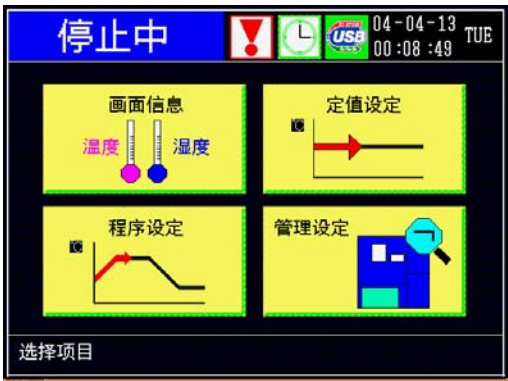 停止中
USB
04-04-13 TUE
00:08:49
画面信息
温度 湿度
定值设定
℃
程序设定
℃
管理设定
选择项目